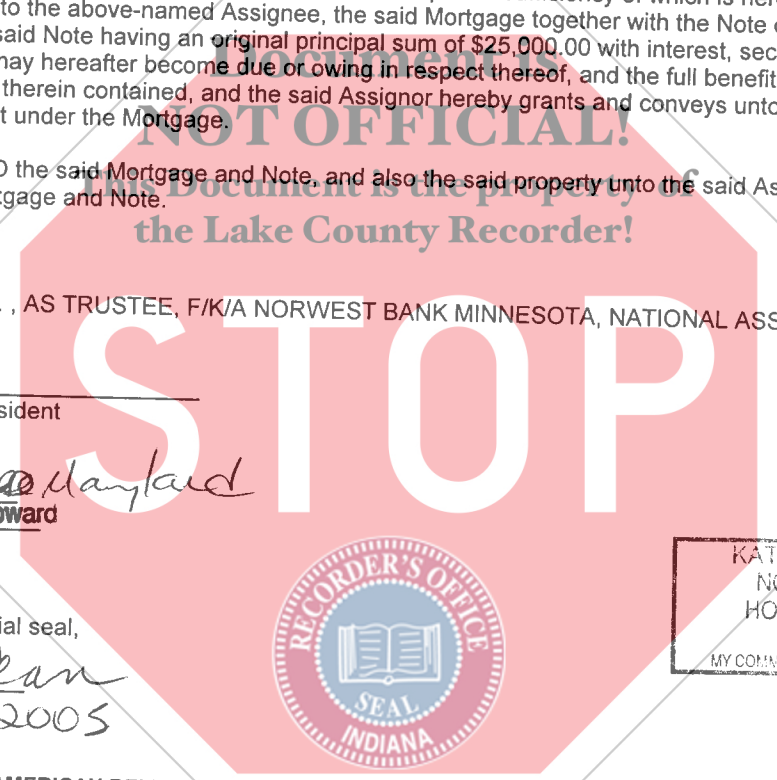 to the above-named Assignee, the said Mortgage together with the Note
said Note having an original principal sum of $25,000.00 with interest, sec
Document is
may hereafter become due or owing in respect thereof, and the full benefit
therein contained, and the said Assignor hereby grants and conveys unto
t under the Mortgage.
NOT OFFICIAL!
the said Mortgage and Note, and also the said property unto the said As
This Document is the property of
tgage and Note.
the Lake County Recorder!
, AS TRUSTEE, F/K/A NORWEST BANK MINNESOTA, NATIONAL ASS
STOP
sident
Maryland
oward
KAT
RECORDER'S OFFICE
NO
HO
ial seal,
MY COMM
ean
SEAL
2005
INDIANA